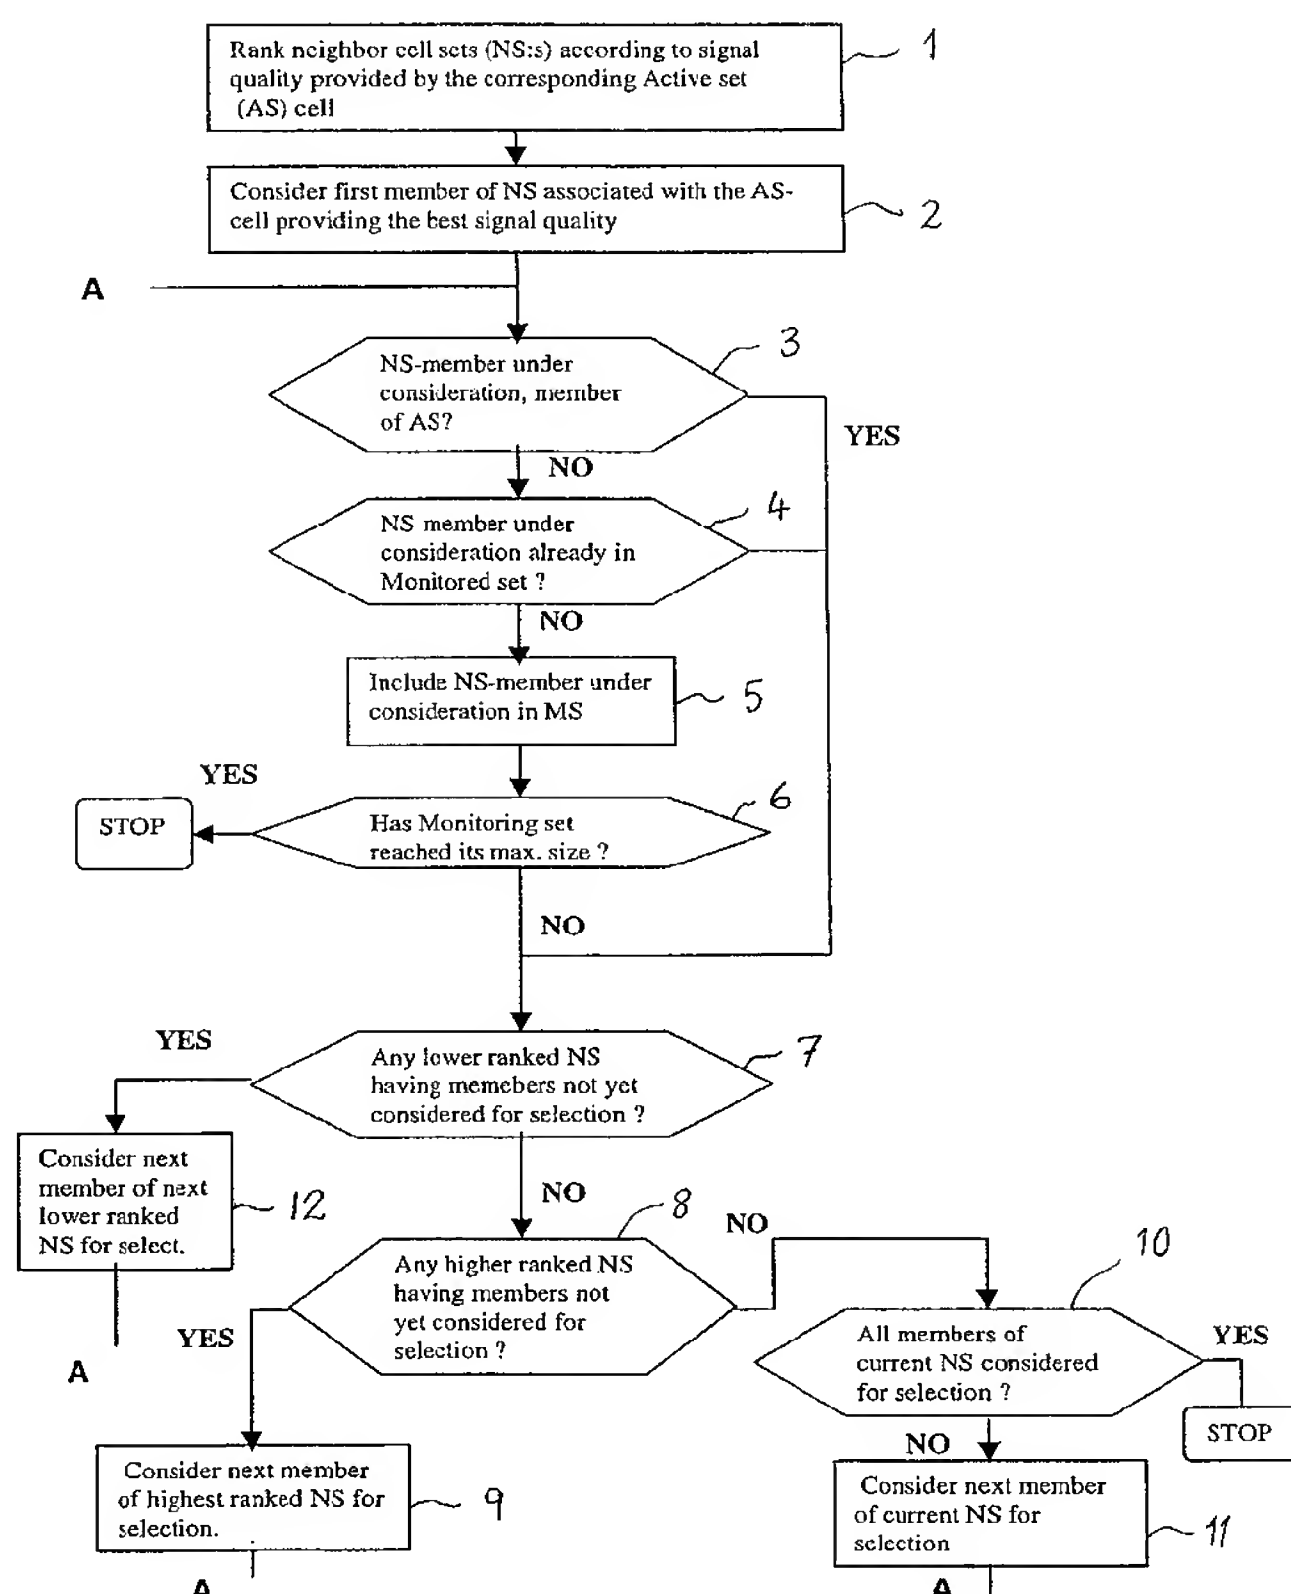 Rank neighbor cell sets (NS:s) according to signal
quality provided by the corresponding Active set
(AS) cell
1
Consider first member of NS associated with the AS-
cell providing the best signal quality
2
A
NS-member under
consideration, member
of AS?
3
YES
NO
NS member under
consideration already in
Monitored set ?
4
NO
Include NS-member under
consideration in MS
5
YES
STOP
Has Monitoring set
reached its max. size ?
6
NO
YES
Any lower ranked NS
having memebers not yet
considered for selection ?
7
Consider next
member of next
lower ranked
NS for select.
12
A
NO
Any higher ranked NS
having members not
yet considered for
selection ?
8
NO
YES
All members of
current NS considered
for selection ?
10
YES
STOP
NO
Consider next member
of highest ranked NS for
selection.
9
A
Consider next member
of current NS for
selection
11
A